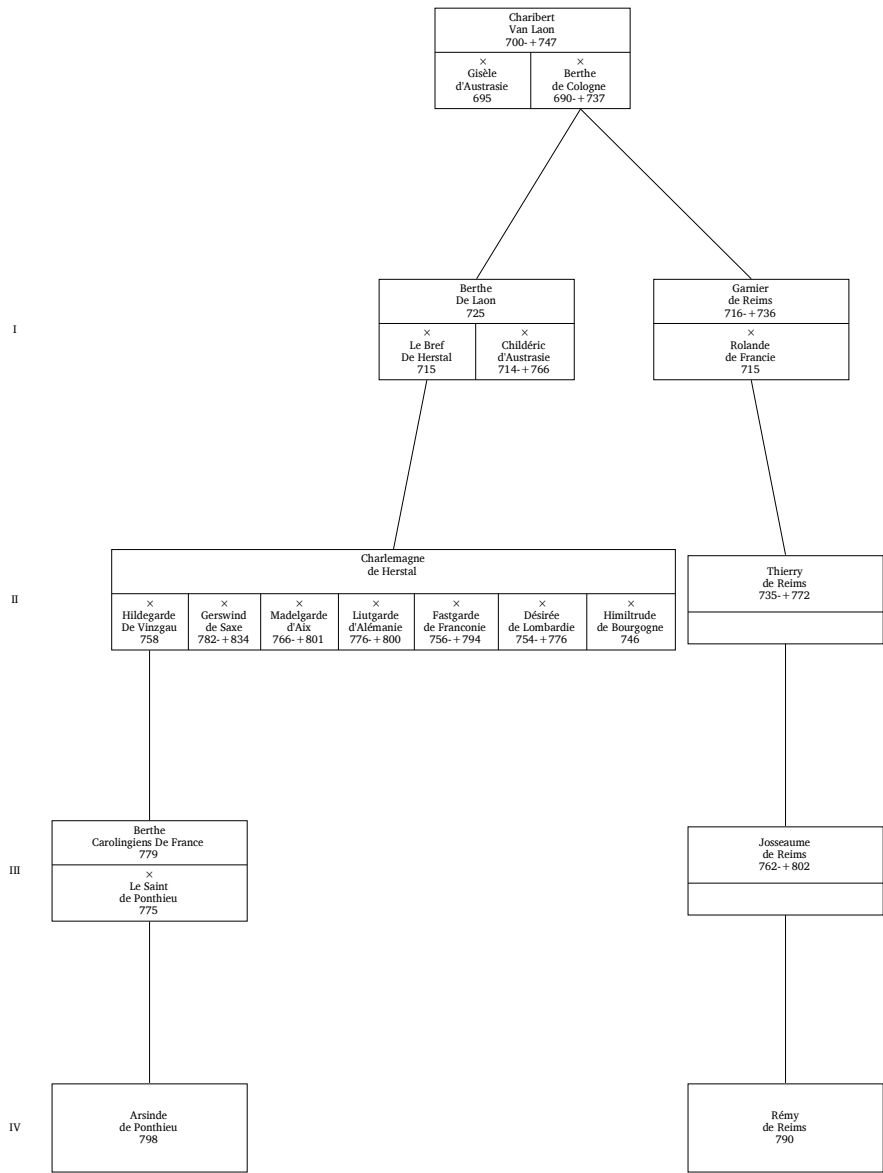 Charibert
Van Laon
700-+747
×
Gisèle
d'Austrasie
695
×
Berthe
de Cologne
690-+737
I
Berthe
De Laon
725
×
Le Bref
De Herstal
715
×
Childéric
d'Austrasie
714-+766
Garnier
de Reims
716-+736
×
Rolande
de Francie
715
II
Charlemagne
de Herstal
×
Hildegarde
De Vinzgau
758
×
Gerswind
de Saxe
782-+834
×
Madelgarde
d'Aix
766-+801
×
Liutgarde
d'Alémanie
776-+800
×
Fastgarde
de Franconie
756-+794
×
Désirée
de Lombardie
754-+776
×
Himiltrude
de Bourgogne
746
Thierry
de Reims
735-+772
III
Berthe
Carolingiens De France
779
×
Le Saint
de Ponthieu
775
Josseaume
de Reims
762-+802
IV
Arsinde
de Ponthieu
798
Rémy
de Reims
790